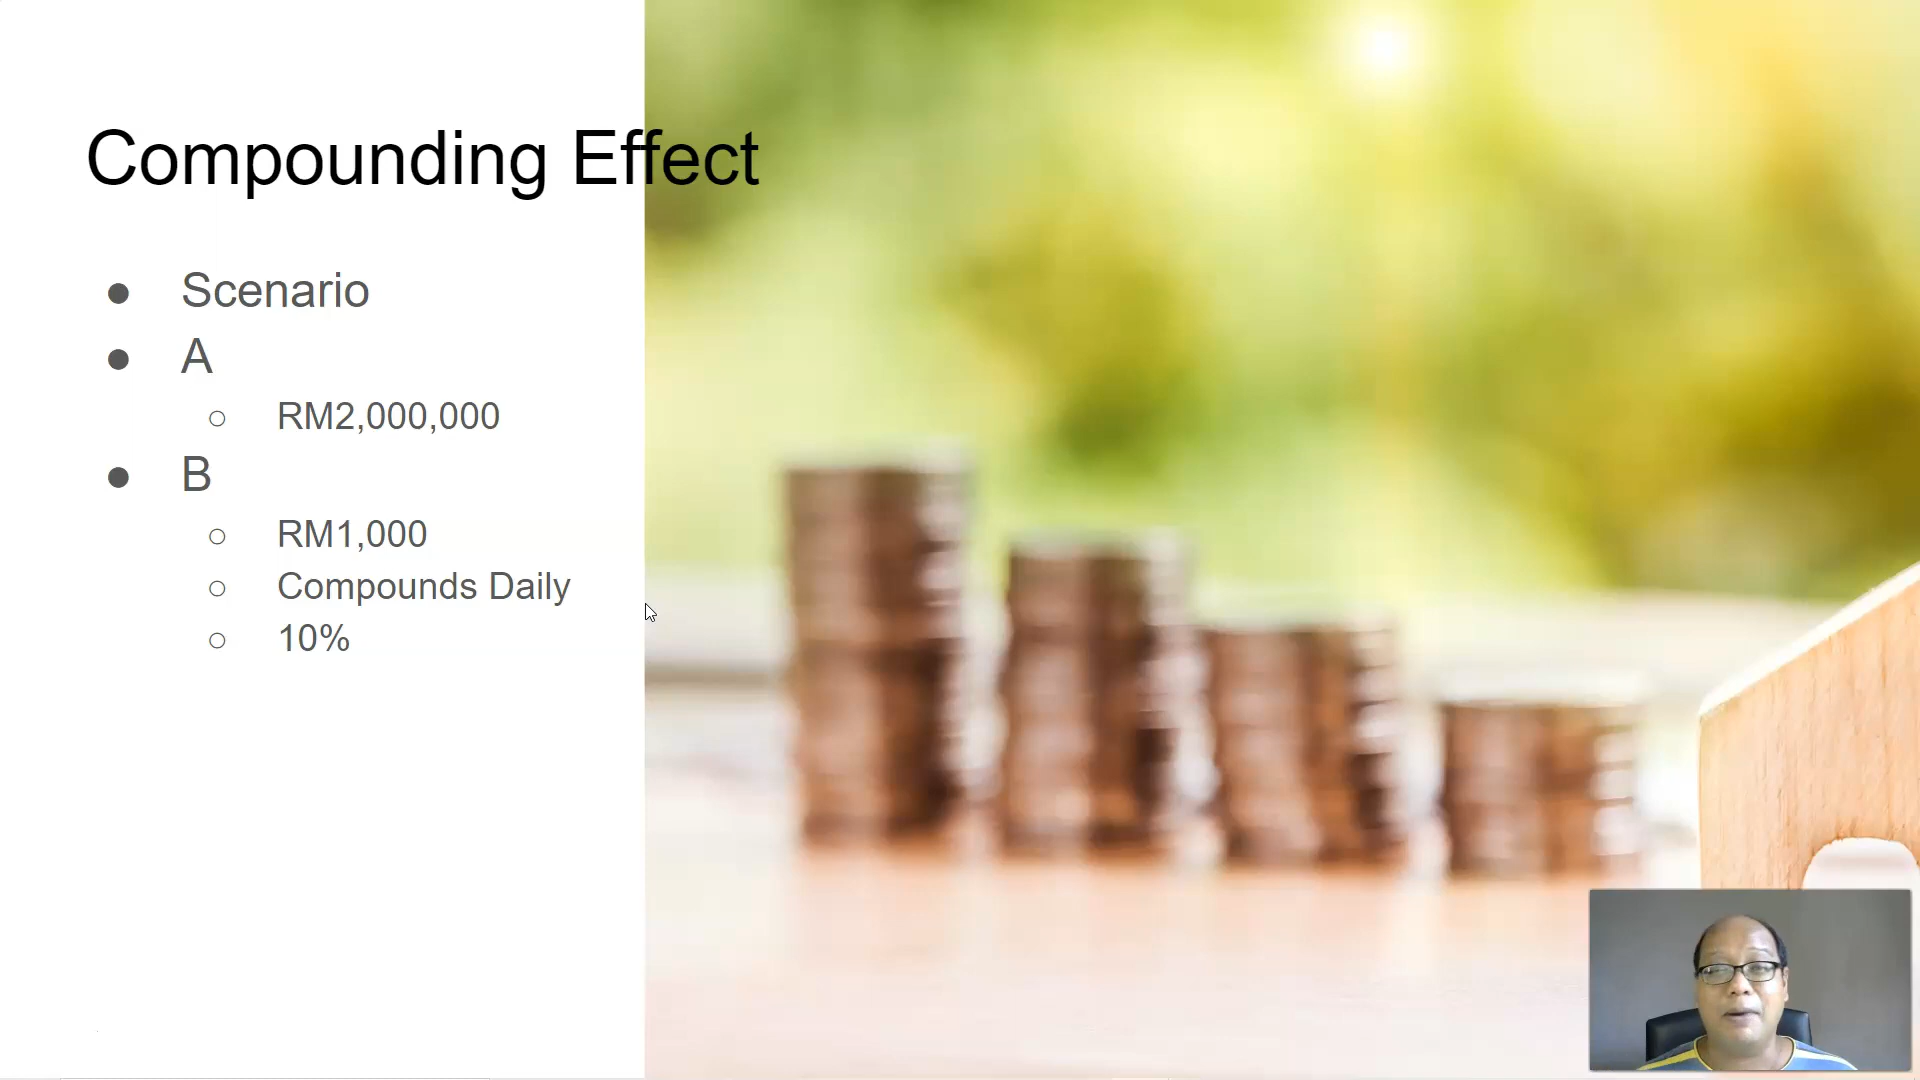 Compounding Effect
Scenario
A
RM2,000,000
B
RM1,000
Compounds Daily
10%